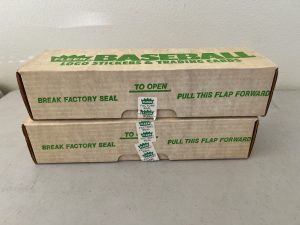 BASEBALL
LOGO STICKERS & TRADING CARDS
TO OPEN
BREAK FACTORY SEAL
PULL THIS FLAP FORWARD
BREAK FACTORY SEAL
PULL THIS FLAP FORWARD